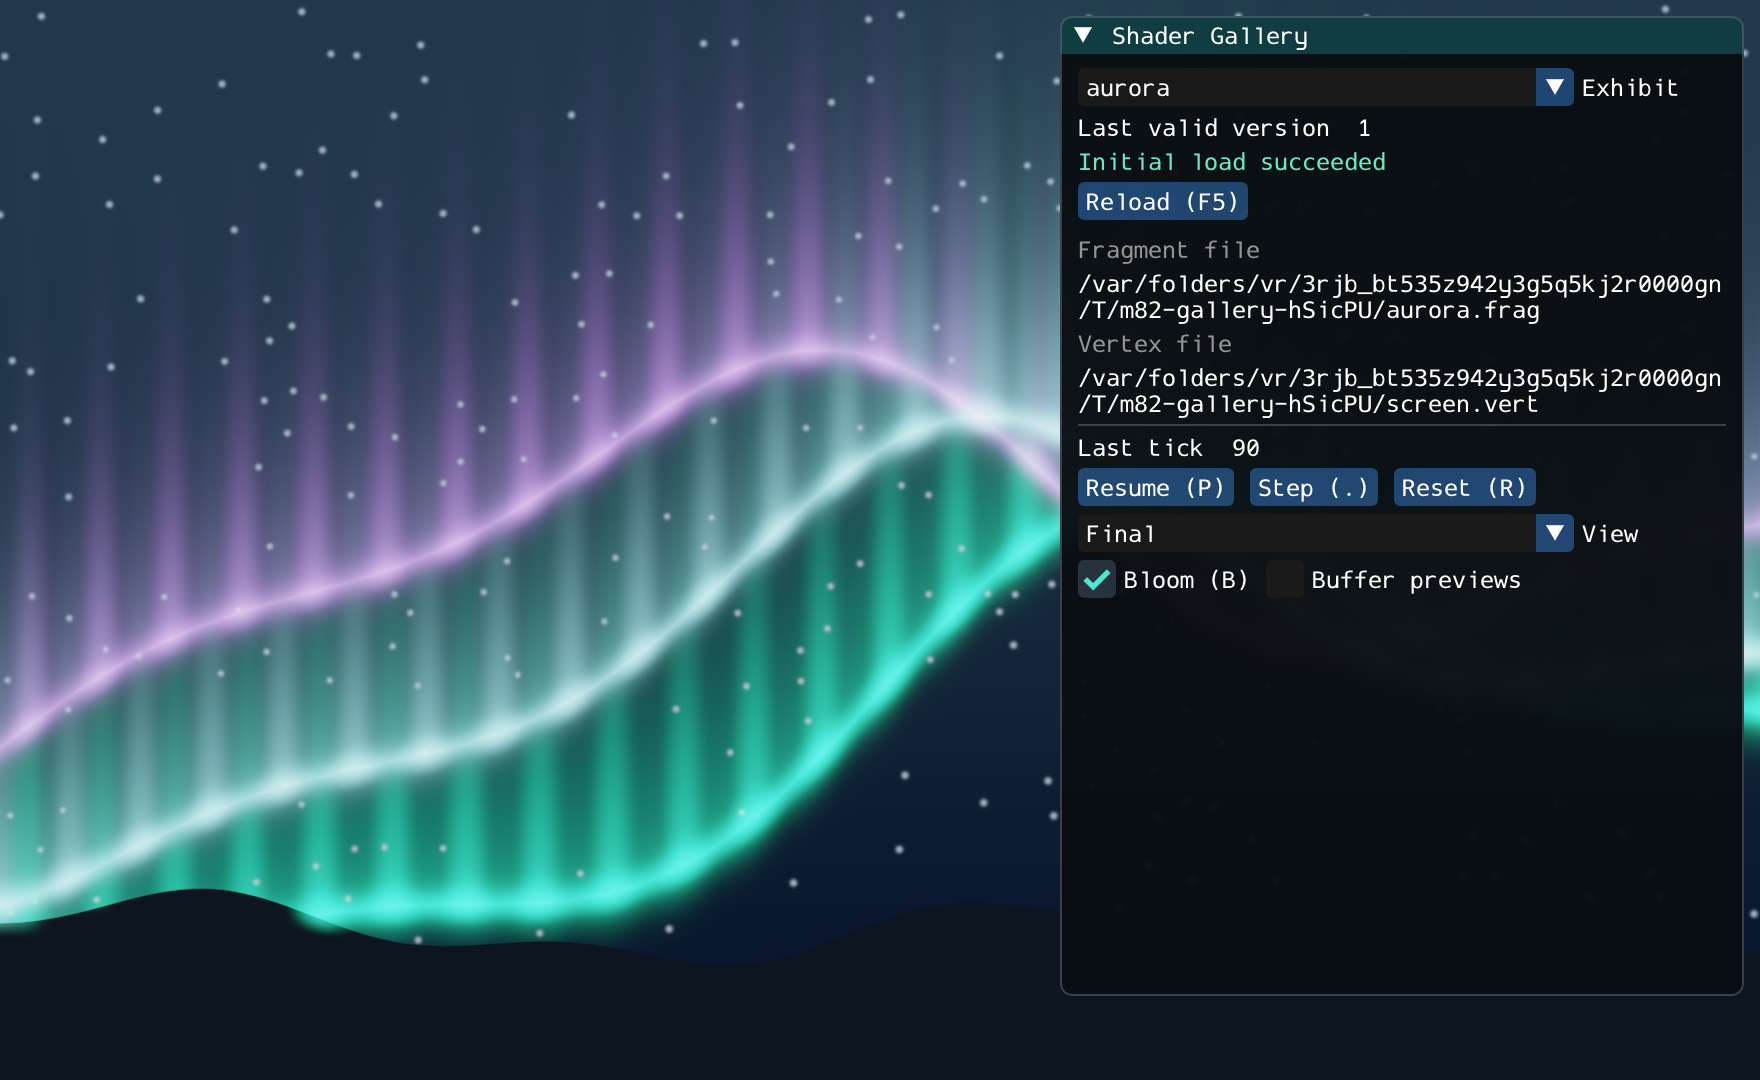 Shader Gallery
aurora Exhibit
Last valid version 1
Initial load succeeded
Reload (F5)
Fragment file
/var/folders/vr/3rjb_bt535z942y3g5q5kj2r0000gn
/T/m82-gallery-hSicPU/aurora.frag
Vertex file
/var/folders/vr/3rjb_bt535z942y3g5q5kj2r0000gn
/T/m82-gallery-hSicPU/screen.vert
Last tick 90
Resume (P) Step (.) Reset (R)
Final View
Bloom (B) Buffer previews